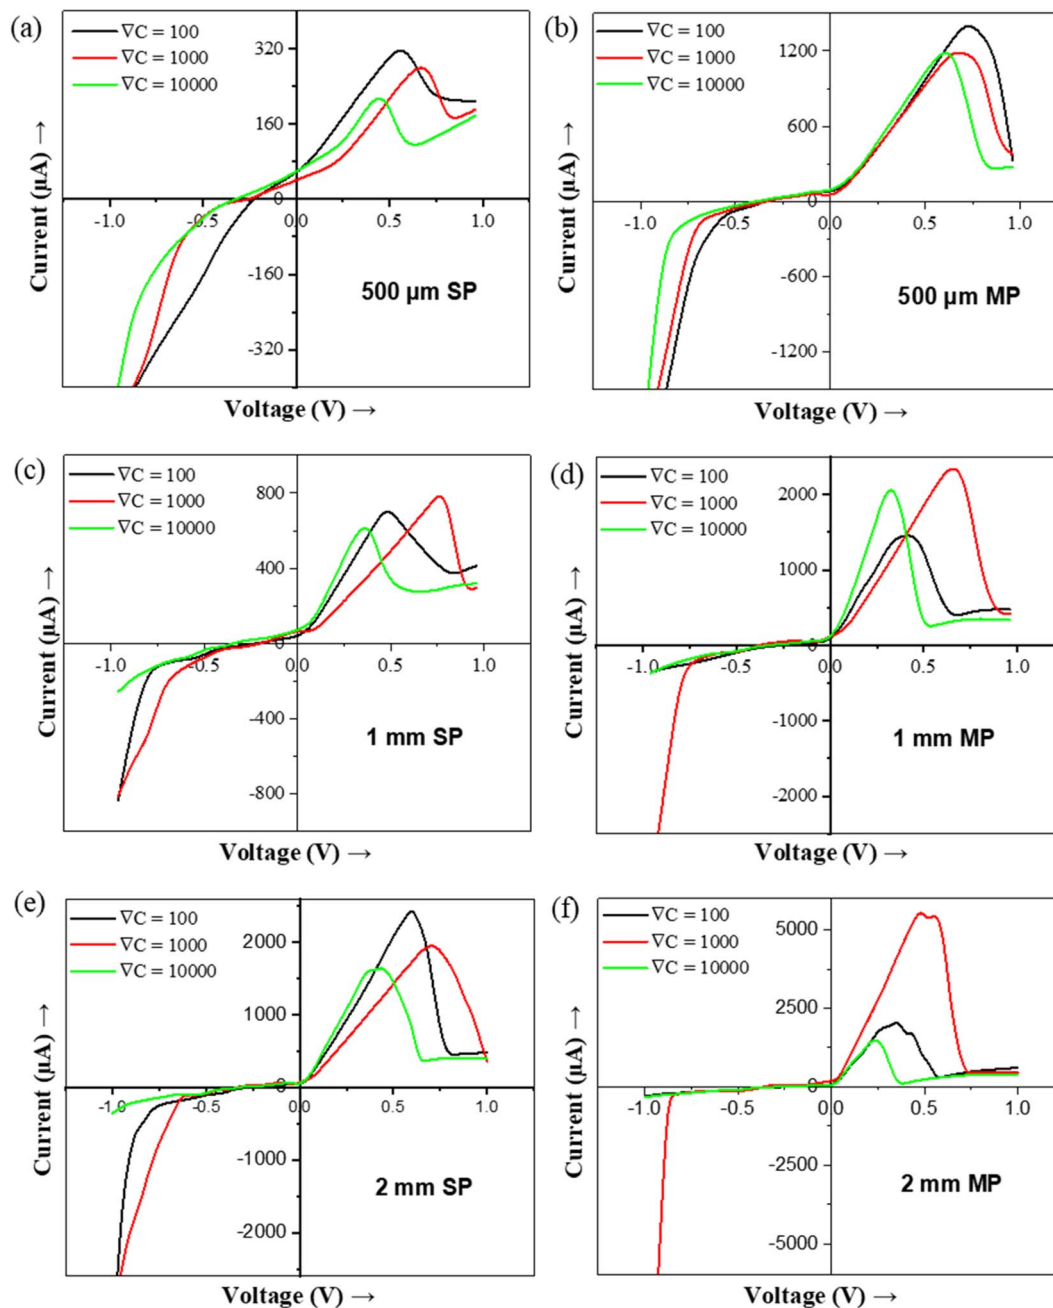 (a)
∇C = 100
∇C = 1000
∇C = 10000
320
160
0
-160
-320
-1.0
-0.5
0.0
0.5
1.0
500 µm SP
Current (µA) →
Voltage (V) →
(b)
∇C = 100
∇C = 1000
∇C = 10000
1200
600
0
-600
-1200
-1.0
-0.5
0.0
0.5
1.0
500 µm MP
Current (µA) →
Voltage (V) →
(c)
∇C = 100
∇C = 1000
∇C = 10000
800
400
0
-400
-800
-1.0
-0.5
0.0
0.5
1.0
1 mm SP
Current (µA) →
Voltage (V) →
(d)
∇C = 100
∇C = 1000
∇C = 10000
2000
1000
0
-1000
-2000
-1.0
-0.5
0.0
0.5
1.0
1 mm MP
Current (µA) →
Voltage (V) →
(e)
∇C = 100
∇C = 1000
∇C = 10000
2000
1000
0
-1000
-2000
-1.0
-0.5
0.0
0.5
1.0
2 mm SP
Current (µA) →
Voltage (V) →
(f)
∇C = 100
∇C = 1000
∇C = 10000
5000
2500
0
-2500
-5000
-1.0
-0.5
0.0
0.5
1.0
2 mm MP
Current (µA) →
Voltage (V) →